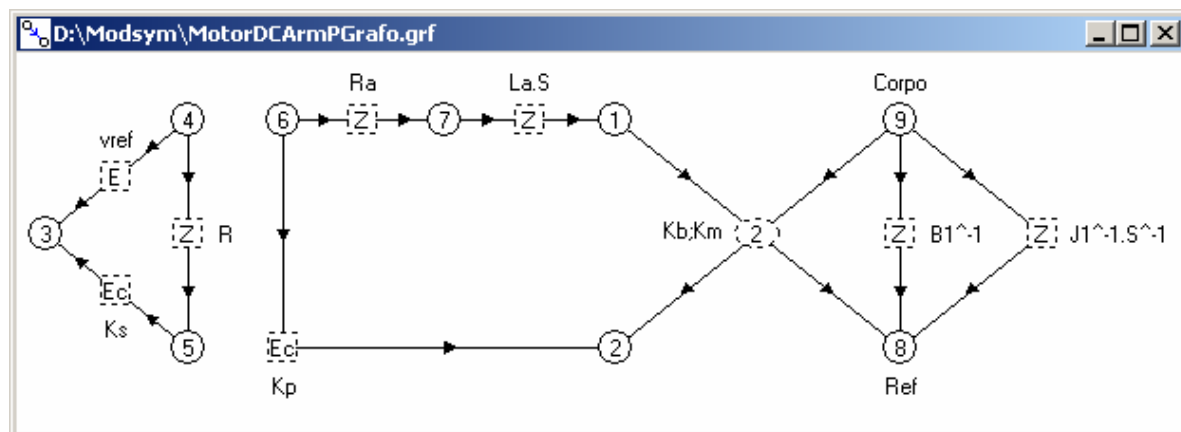 D:\Modsym\MotorDCArmPGrafo.grf
Ra La.S Corpo
4 6 Z 7 Z 1 9
vref
E
3 Z R Kb;Km 2 Z B1^-1 Z J1^-1.S^-1
Ec
Ks
5 Ec 2 8
Kp Ref